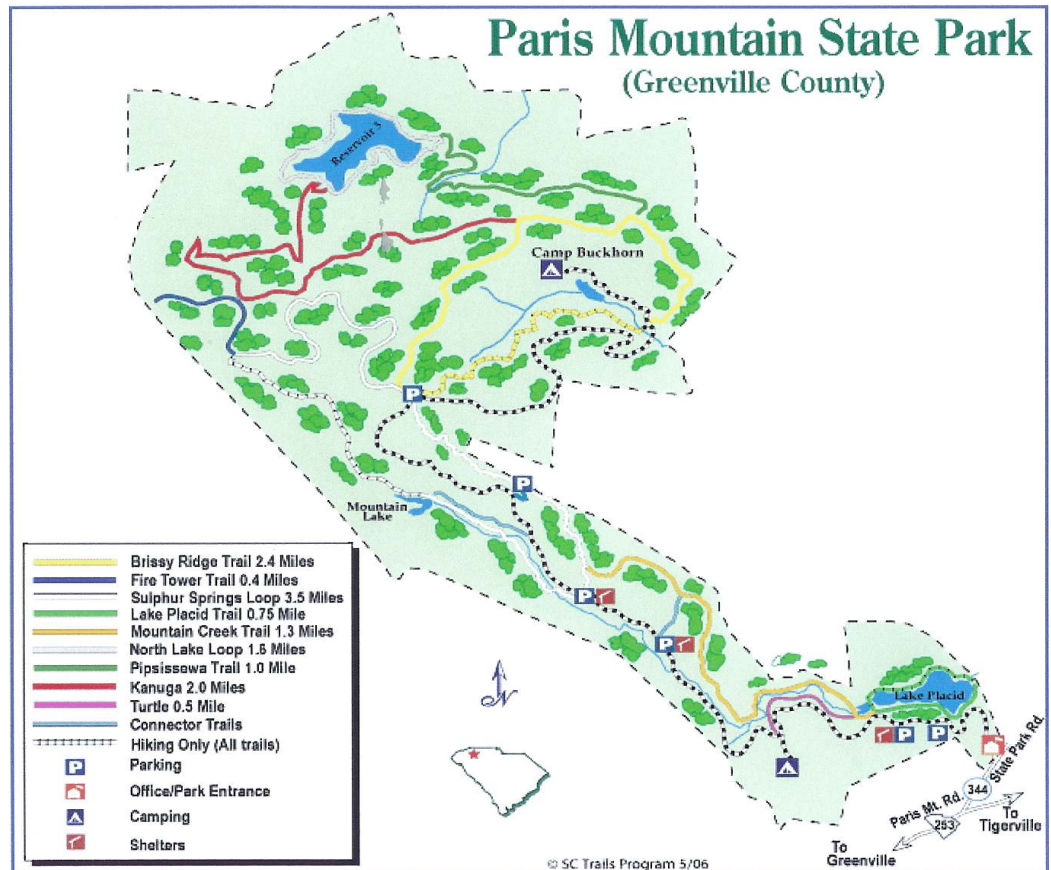 Paris Mountain State Park
(Greenville County)
Reservoir 3
Camp Buckhorn
P
P
Mountain
Lake
P
P
Lake Placid
P
P
Brissy Ridge Trail 2.4 Miles
Fire Tower Trail 0.4 Miles
Sulphur Springs Loop 3.5 Miles
Lake Placid Trail 0.75 Mile
Mountain Creek Trail 1.3 Miles
North Lake Loop 1.6 Miles
Pipsissewa Trail 1.0 Mile
Kanuga 2.0 Miles
Turtle 0.5 Mile
Connector Trails
Hiking Only (All trails)
P Parking
Office/Park Entrance
Camping
Shelters
N
State Park Rd.
344
Paris Mt. Rd.
253
To
Tigerville
To
Greenville
© SC Trails Program 5/06